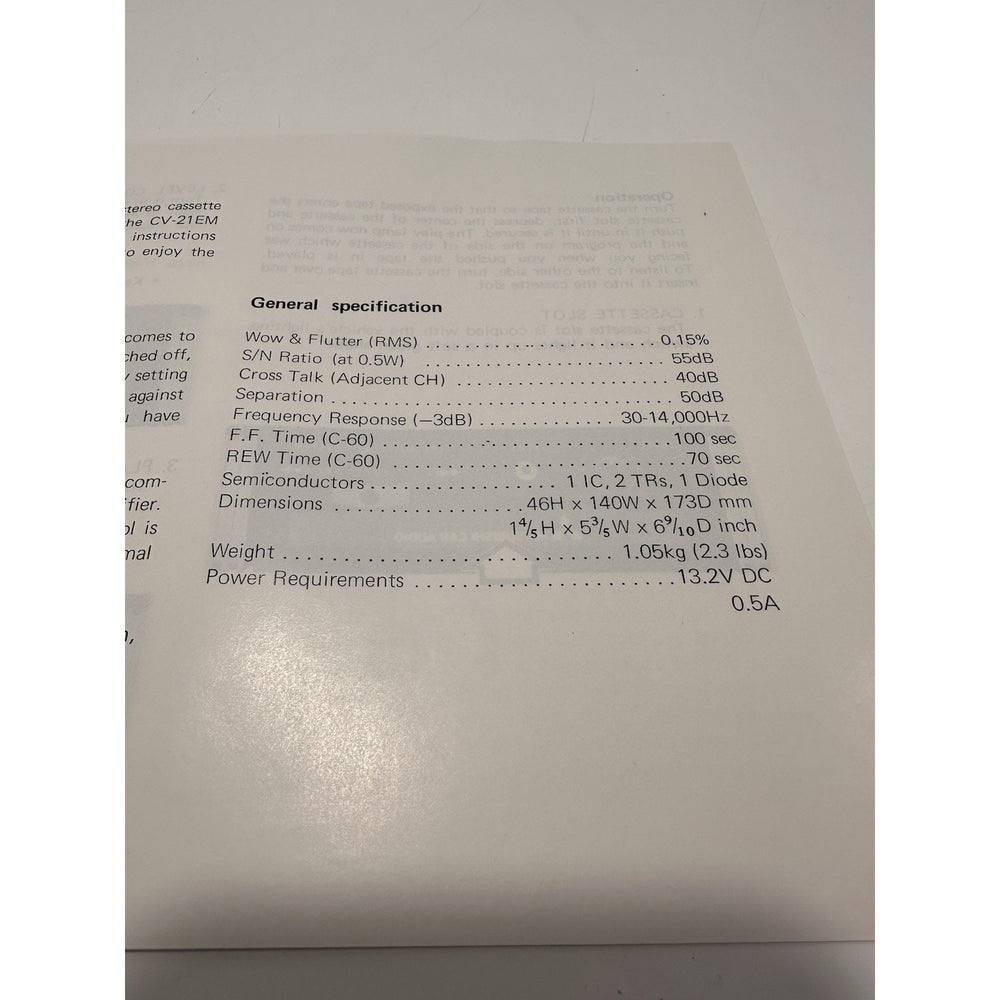 stereo cassette
he CV-21EM
instructions
o enjoy the
comes to
ched off,
setting
against
have
com-
fier.
ol is
mal
General specification
Wow & Flutter (RMS) . . . . . . . . . . . . . . . . . . . . . . . . . . 0.15%
S/N Ratio (at 0.5W) . . . . . . . . . . . . . . . . . . . . . . . . . . . 55dB
Cross Talk (Adjacent CH) . . . . . . . . . . . . . . . . . . . . . . . 40dB
Separation . . . . . . . . . . . . . . . . . . . . . . . . . . . . . . . . . . . 50dB
Frequency Response (−3dB) . . . . . . . . . . . . . 30-14,000Hz
F.F. Time (C-60) . . . . . . . . . . . . . . . . . . . . . . . . . . . . . 100 sec
REW Time (C-60) . . . . . . . . . . . . . . . . . . . . . . . . . . . . . 70 sec
Semiconductors . . . . . . . . . . . . . . . . . . 1 IC, 2 TRs, 1 Diode
Dimensions . . . . . . . . . . . . . . . . . . . 46H x 140W x 173D mm
1⁴/₅H x 5³/₅W x 6⁹/₁₀D inch
Weight . . . . . . . . . . . . . . . . . . . . . . . . . . . . . . 1.05kg (2.3 lbs)
Power Requirements . . . . . . . . . . . . . . . . . . . . . . . . 13.2V DC
0.5A